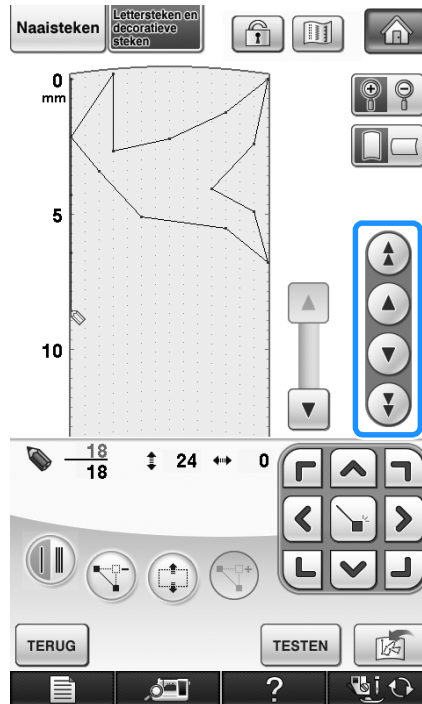 Naaisteken
Lettersteken en
decoratieve
steken
0
mm
5
10
18
18
24
0
TERUG
TESTEN
?